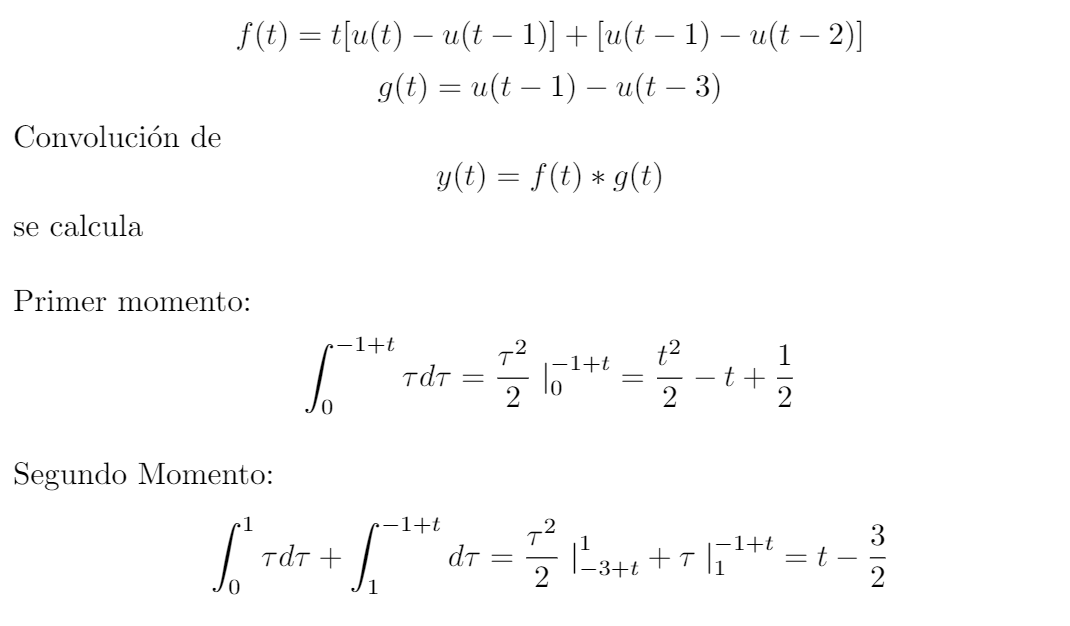 f(t) = t[u(t) − u(t − 1)] + [u(t − 1) − u(t − 2)]
g(t) = u(t − 1) − u(t − 3)
Convolución de
y(t) = f(t) ∗ g(t)
se calcula
Primer momento:
∫_0^{−1+t} τdτ = τ²/2 |_0^{−1+t} = t²/2 − t + 1/2
Segundo Momento:
∫_0^1 τdτ + ∫_1^{−1+t} dτ = τ²/2 |_{−3+t}^1 + τ |_1^{−1+t} = t − 3/2